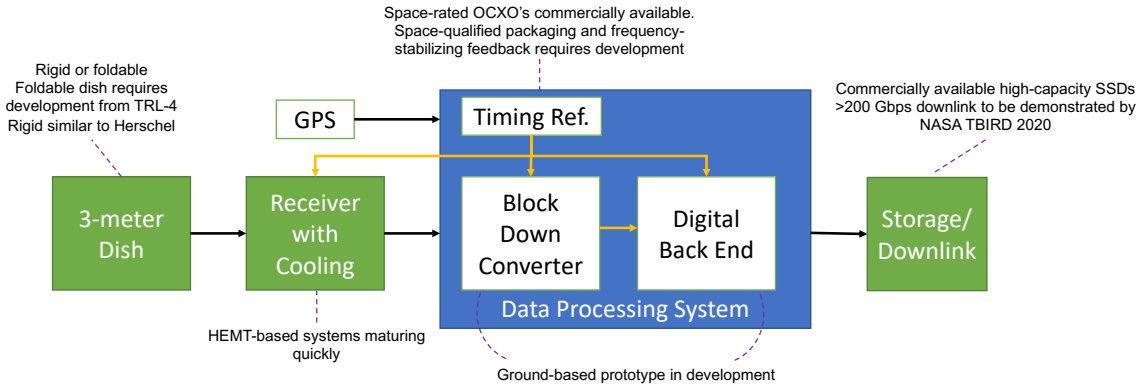 Space-rated OCXO's commercially available.
Space-qualified packaging and frequency-
stabilizing feedback requires development
Rigid or foldable
Foldable dish requires
development from TRL-4
Rigid similar to Herschel
Commercially available high-capacity SSDs
>200 Gbps downlink to be demonstrated by
NASA TBIRD 2020
GPS
Timing Ref.
3-meter
Dish
Receiver
with
Cooling
Block
Down
Converter
Digital
Back End
Storage/
Downlink
Data Processing System
HEMT-based systems maturing
quickly
Ground-based prototype in development